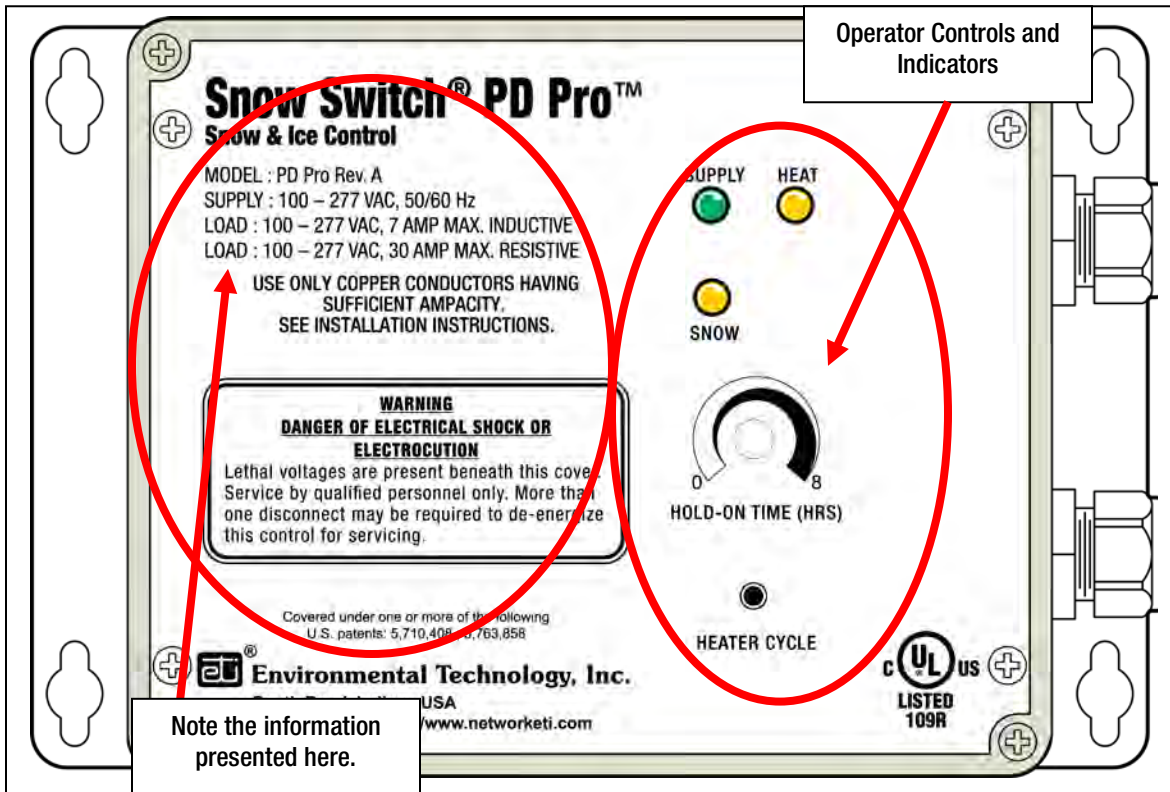 Operator Controls and
Indicators
Snow Switch® PD Pro™
Snow & Ice Control
MODEL : PD Pro Rev. A
SUPPLY : 100 – 277 VAC, 50/60 Hz
LOAD : 100 – 277 VAC, 7 AMP MAX. INDUCTIVE
LOAD : 100 – 277 VAC, 30 AMP MAX. RESISTIVE
USE ONLY COPPER CONDUCTORS HAVING
SUFFICIENT AMPACITY.
SEE INSTALLATION INSTRUCTIONS.
WARNING
DANGER OF ELECTRICAL SHOCK OR
ELECTROCUTION
Lethal voltages are present beneath this cover.
Service by qualified personnel only. More than
one disconnect may be required to de-energize
this control for servicing.
Covered under one or more of the following
U.S. patents: 5,710,408 5,763,858
eti® Environmental Technology, Inc.
USA
/www.networketi.com
Note the information
presented here.
SUPPLY HEAT
SNOW
0 8
HOLD-ON TIME (HRS)
HEATER CYCLE
C UL® US
LISTED
109R